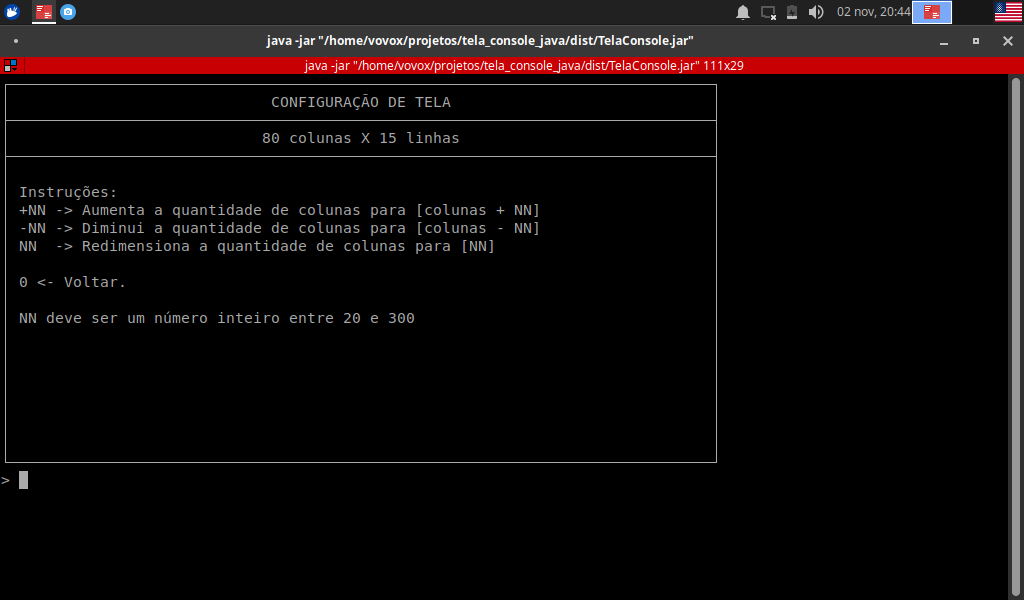 02 nov, 20:44
java -jar "/home/vovox/projetos/tela_console_java/dist/TelaConsole.jar"
java -jar "/home/vovox/projetos/tela_console_java/dist/TelaConsole.jar" 111x29
CONFIGURAÇÃO DE TELA
80 colunas X 15 linhas
Instruções:
+NN -> Aumenta a quantidade de colunas para [colunas + NN]
-NN -> Diminui a quantidade de colunas para [colunas - NN]
NN  -> Redimensiona a quantidade de colunas para [NN]
0 <- Voltar.
NN deve ser um número inteiro entre 20 e 300
>